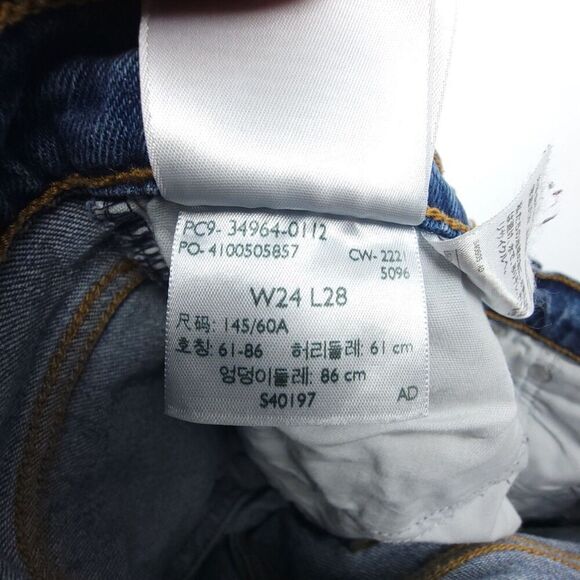 PC9- 34964-0112
PO- 4100505857 CW- 2221
5096
W24 L28
尺码: 145/60A
호칭: 61-86 허리둘레: 61 cm
엉덩이둘레: 86 cm
S40197 AD